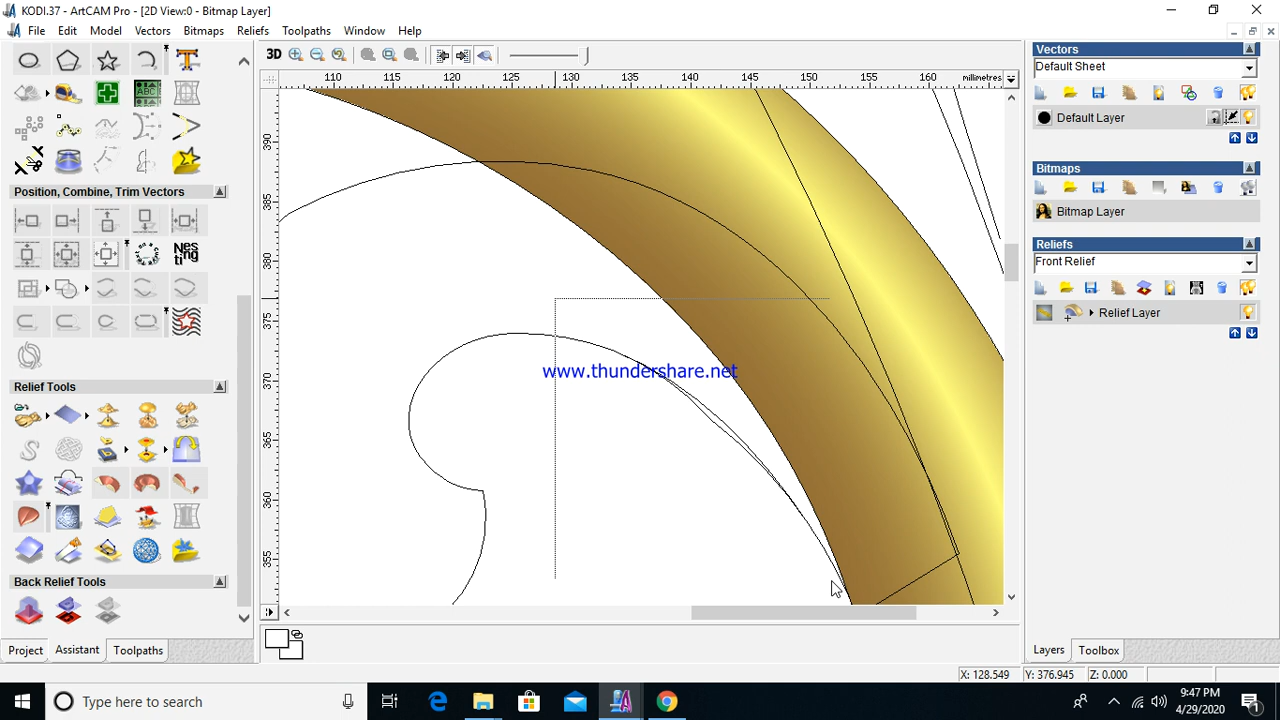 KODI.37 - ArtCAM Pro - [2D View:0 - Bitmap Layer]
File Edit Model Vectors Bitmaps Reliefs Toolpaths Window Help
3D
110 115 120 125 130 135 140 145 150 155 160 millimetres
390
385
380
375
370
365
360
355
ABC
Nes
ting
Position, Combine, Trim Vectors
Relief Tools
Back Relief Tools
Project Assistant Toolpaths
www.thundershare.net
Vectors
Default Sheet
Default Layer
Bitmaps
Bitmap Layer
Reliefs
Front Relief
Relief Layer
Layers Toolbox
X: 128.549 Y: 376.945 Z: 0.000
Type here to search
9:47 PM
4/29/2020
1